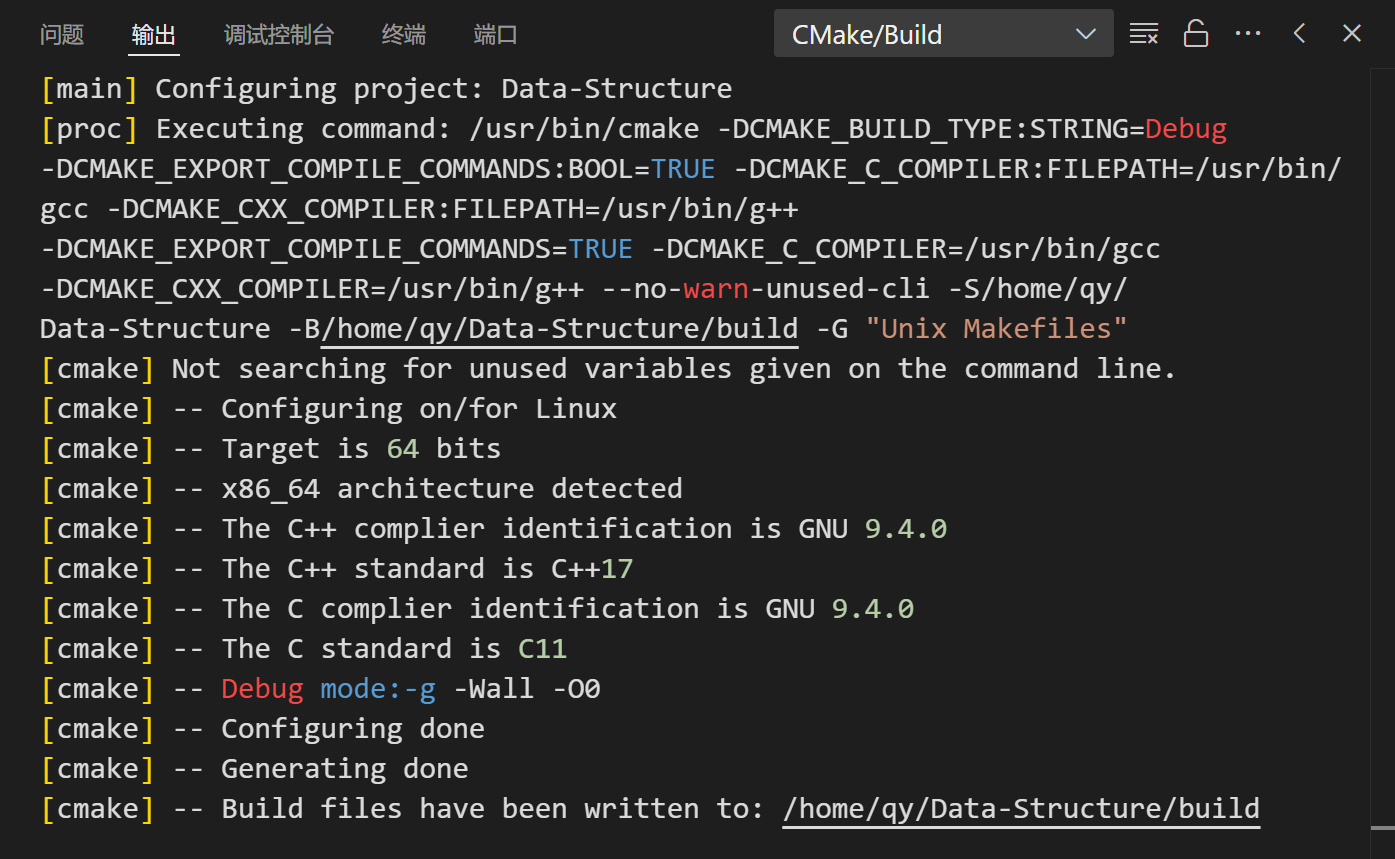 问题 输出 调试控制台 终端 端口 CMake/Build
[main] Configuring project: Data-Structure
[proc] Executing command: /usr/bin/cmake -DCMAKE_BUILD_TYPE:STRING=Debug
-DCMAKE_EXPORT_COMPILE_COMMANDS:BOOL=TRUE -DCMAKE_C_COMPILER:FILEPATH=/usr/bin/
gcc -DCMAKE_CXX_COMPILER:FILEPATH=/usr/bin/g++
-DCMAKE_EXPORT_COMPILE_COMMANDS=TRUE -DCMAKE_C_COMPILER=/usr/bin/gcc
-DCMAKE_CXX_COMPILER=/usr/bin/g++ --no-warn-unused-cli -S/home/qy/
Data-Structure -B/home/qy/Data-Structure/build -G "Unix Makefiles"
[cmake] Not searching for unused variables given on the command line.
[cmake] -- Configuring on/for Linux
[cmake] -- Target is 64 bits
[cmake] -- x86_64 architecture detected
[cmake] -- The C++ complier identification is GNU 9.4.0
[cmake] -- The C++ standard is C++17
[cmake] -- The C complier identification is GNU 9.4.0
[cmake] -- The C standard is C11
[cmake] -- Debug mode:-g -Wall -O0
[cmake] -- Configuring done
[cmake] -- Generating done
[cmake] -- Build files have been written to: /home/qy/Data-Structure/build